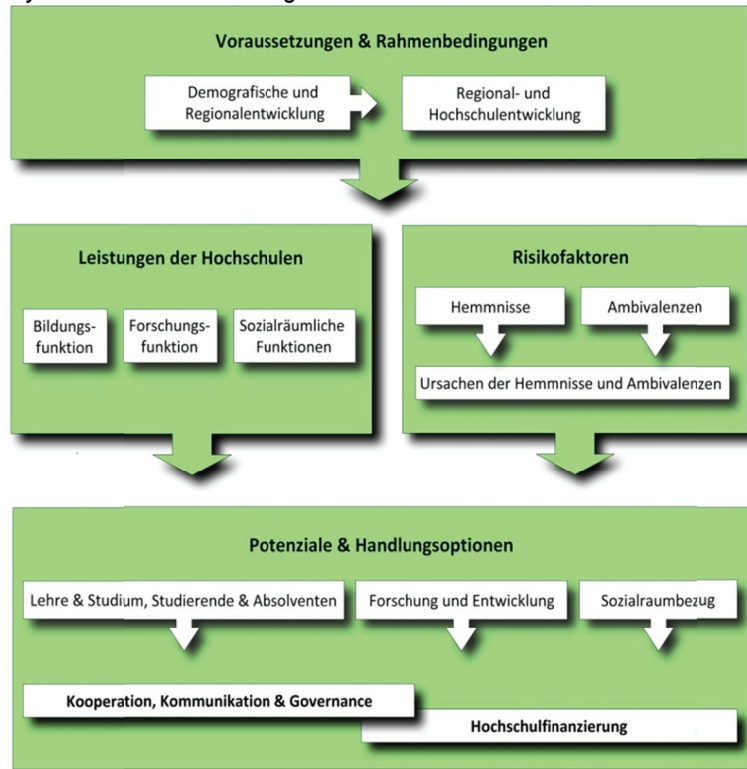 Voraussetzungen & Rahmenbedingungen
Demografische und
Regionalentwicklung
Regional- und
Hochschulentwicklung
Leistungen der Hochschulen
Bildungs-
funktion
Forschungs-
funktion
Sozialräumliche
Funktionen
Risikofaktoren
Hemmnisse
Ambivalenzen
Ursachen der Hemmnisse und Ambivalenzen
Potenziale & Handlungsoptionen
Lehre & Studium, Studierende & Absolventen
Forschung und Entwicklung
Sozialraumbezug
Kooperation, Kommunikation & Governance
Hochschulfinanzierung